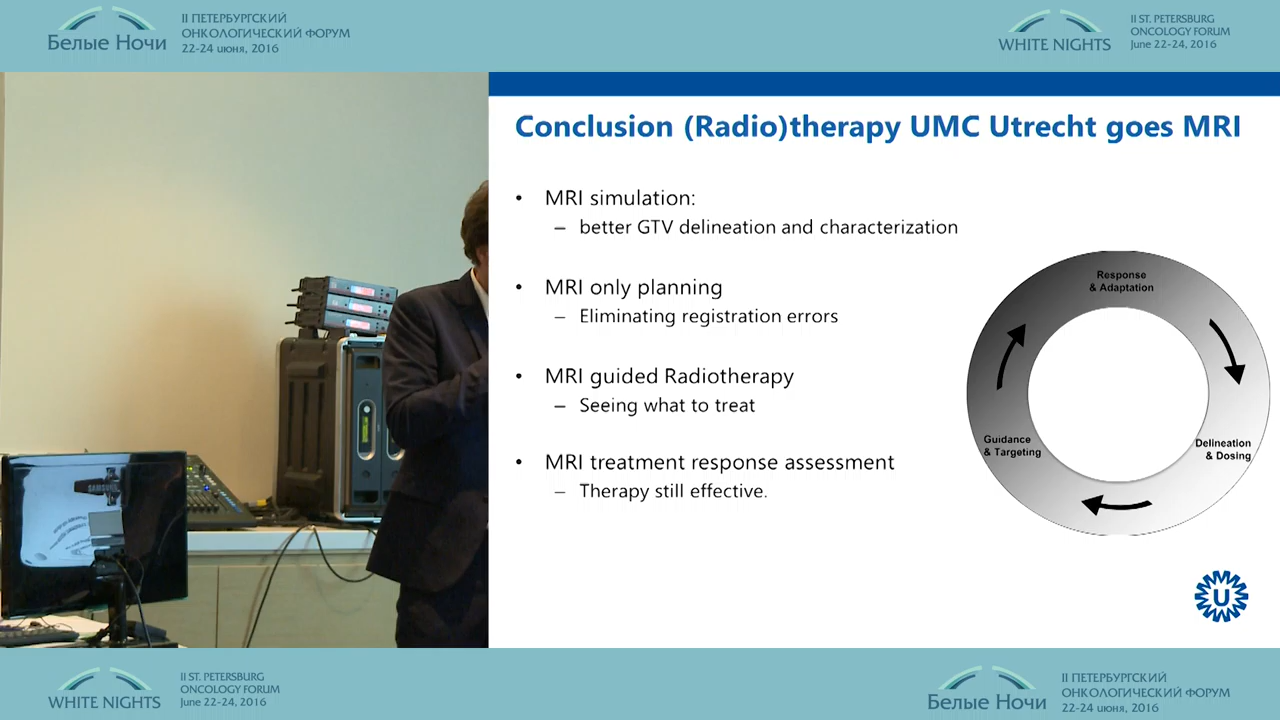 Белые Ночи
II ПЕТЕРБУРГСКИЙ
ОНКОЛОГИЧЕСКИЙ ФОРУМ
22-24 июня, 2016
WHITE NIGHTS
II ST. PETERSBURG
ONCOLOGY FORUM
June 22-24, 2016
Conclusion (Radio)therapy UMC Utrecht goes MRI
• MRI simulation:
– better GTV delineation and characterization
• MRI only planning
– Eliminating registration errors
• MRI guided Radiotherapy
– Seeing what to treat
• MRI treatment response assessment
– Therapy still effective.
Response
& Adaptation
Guidance
& Targeting
Delineation
& Dosing
U
SAMSUNG
WHITE NIGHTS
II ST. PETERSBURG
ONCOLOGY FORUM
June 22-24, 2016
Белые Ночи
II ПЕТЕРБУРГСКИЙ
ОНКОЛОГИЧЕСКИЙ ФОРУМ
22-24 июня, 2016